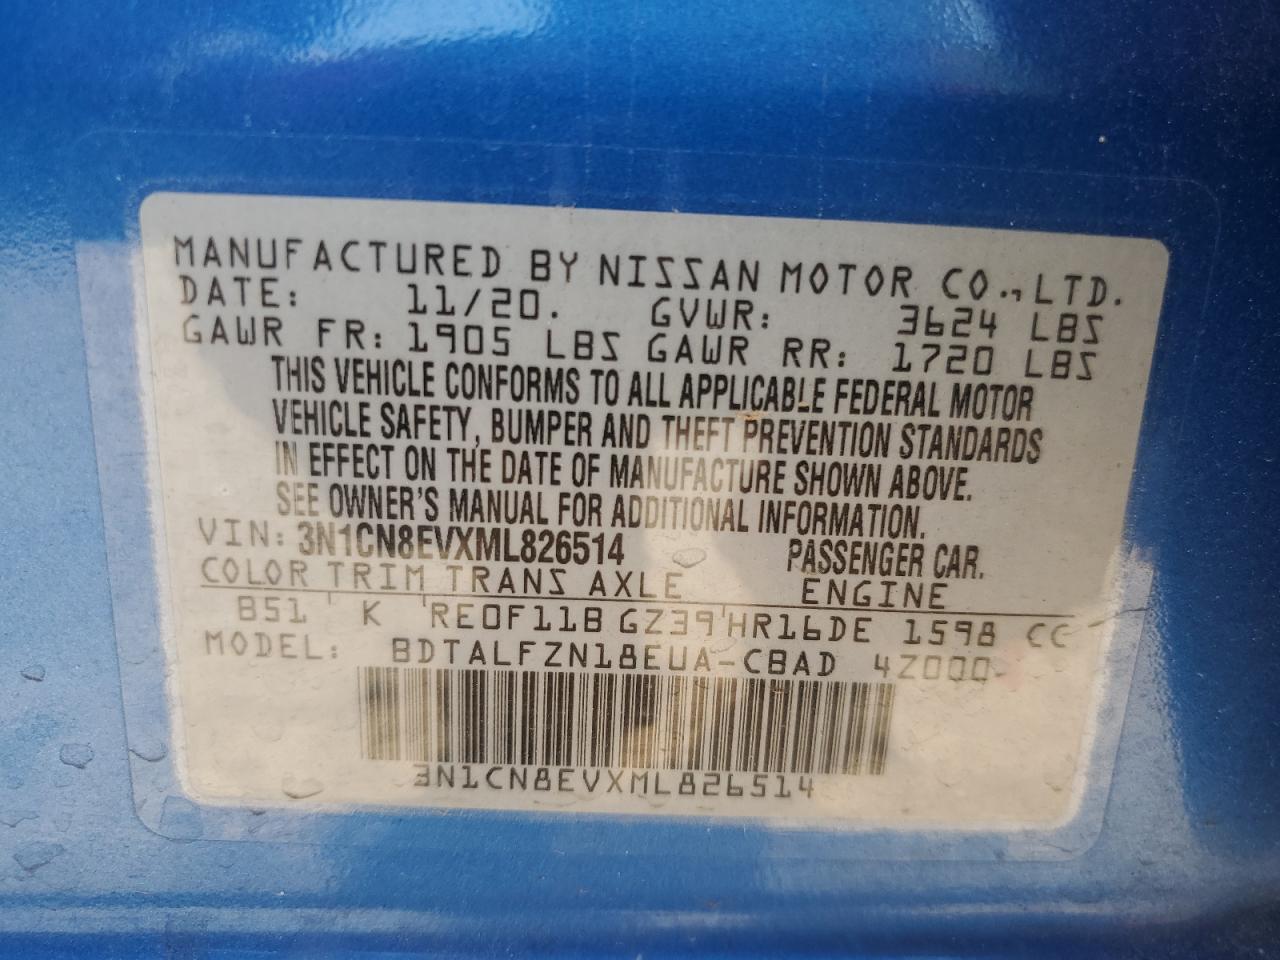 MANUFACTURED BY NISSAN MOTOR CO., LTD.
DATE: 11/20. GVWR: 3624 LBS
GAWR FR: 1905 LBS GAWR RR: 1720 LBS
THIS VEHICLE CONFORMS TO ALL APPLICABLE FEDERAL MOTOR
VEHICLE SAFETY, BUMPER AND THEFT PREVENTION STANDARDS
IN EFFECT ON THE DATE OF MANUFACTURE SHOWN ABOVE.
SEE OWNER'S MANUAL FOR ADDITIONAL INFORMATION.
VIN: 3N1CN8EVXML826514 PASSENGER CAR.
COLOR TRIM TRANS AXLE ENGINE
B51 K RE0F11B GZ39 HR16DE 1598 CC
MODEL: BDTALFZN18EUA-CBAD 4Z000-
3N1CN8EVXML826514